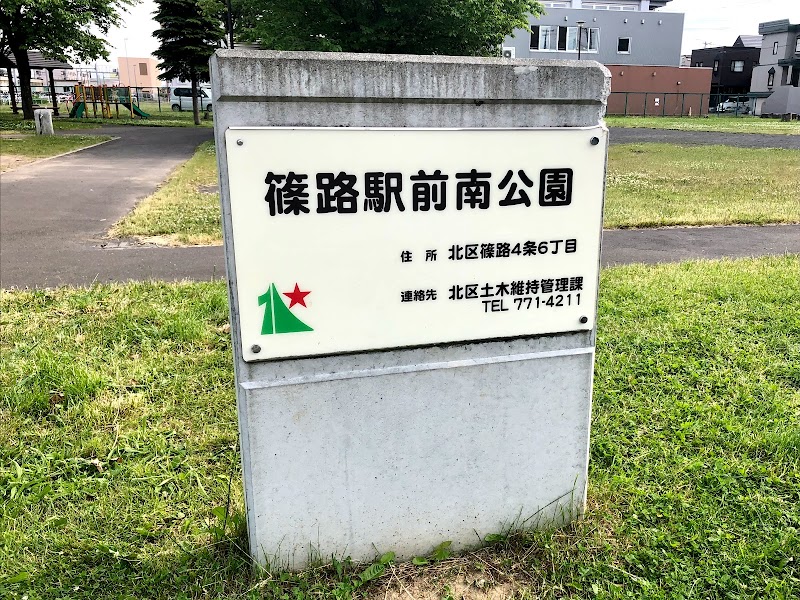 篠路駅前南公園
住所 北区篠路4条6丁目
連絡先 北区土木維持管理課
TEL 771-4211